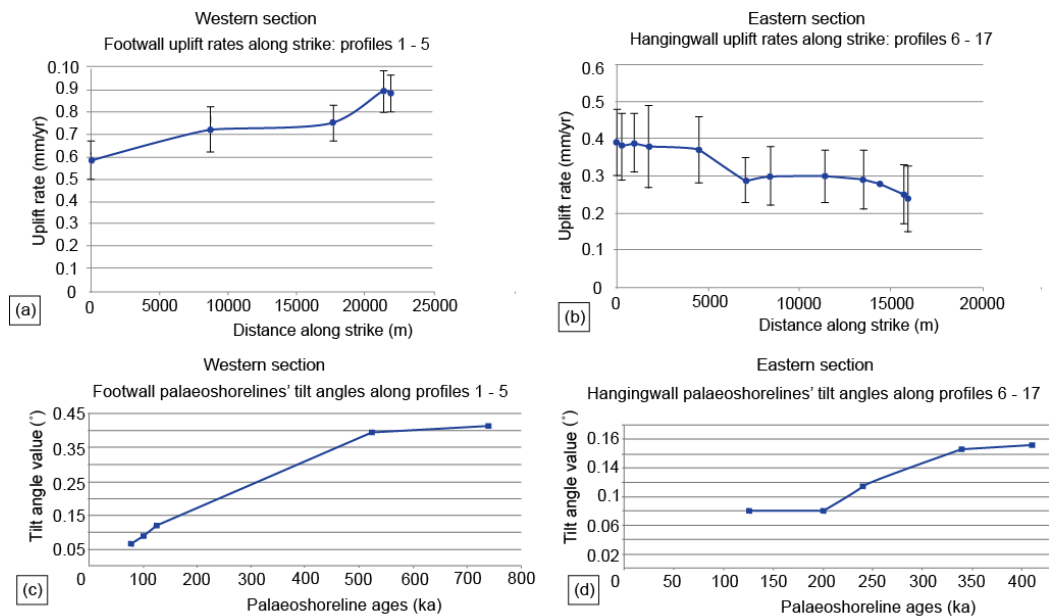 Western section
Footwall uplift rates along strike: profiles 1 - 5
Uplift rate (mm/yr)
0.10
0.9
0.8
0.7
0.6
0.5
0.4
0.3
0.2
0.1
0
0 5000 10000 15000 20000 25000
Distance along strike (m)
(a)
Eastern section
Hangingwall uplift rates along strike: profiles 6 - 17
Uplift rate (mm/yr)
0.6
0.5
0.4
0.3
0.2
0.1
0
0 5000 10000 15000 20000
Distance along strike (m)
(b)
Western section
Footwall palaeoshorelines' tilt angles along profiles 1 - 5
Tilt angle value (°)
0.45
0.35
0.25
0.15
0.05
0 100 200 300 400 500 600 700 800
Palaeoshoreline ages (ka)
(c)
Eastern section
Hangingwall palaeoshorelines' tilt angles along profiles 6 - 17
Tilt angle value (°)
0.16
0.14
0.1
0.06
0.02
0 50 100 150 200 250 300 350 400
Palaeoshoreline ages (ka)
(d)